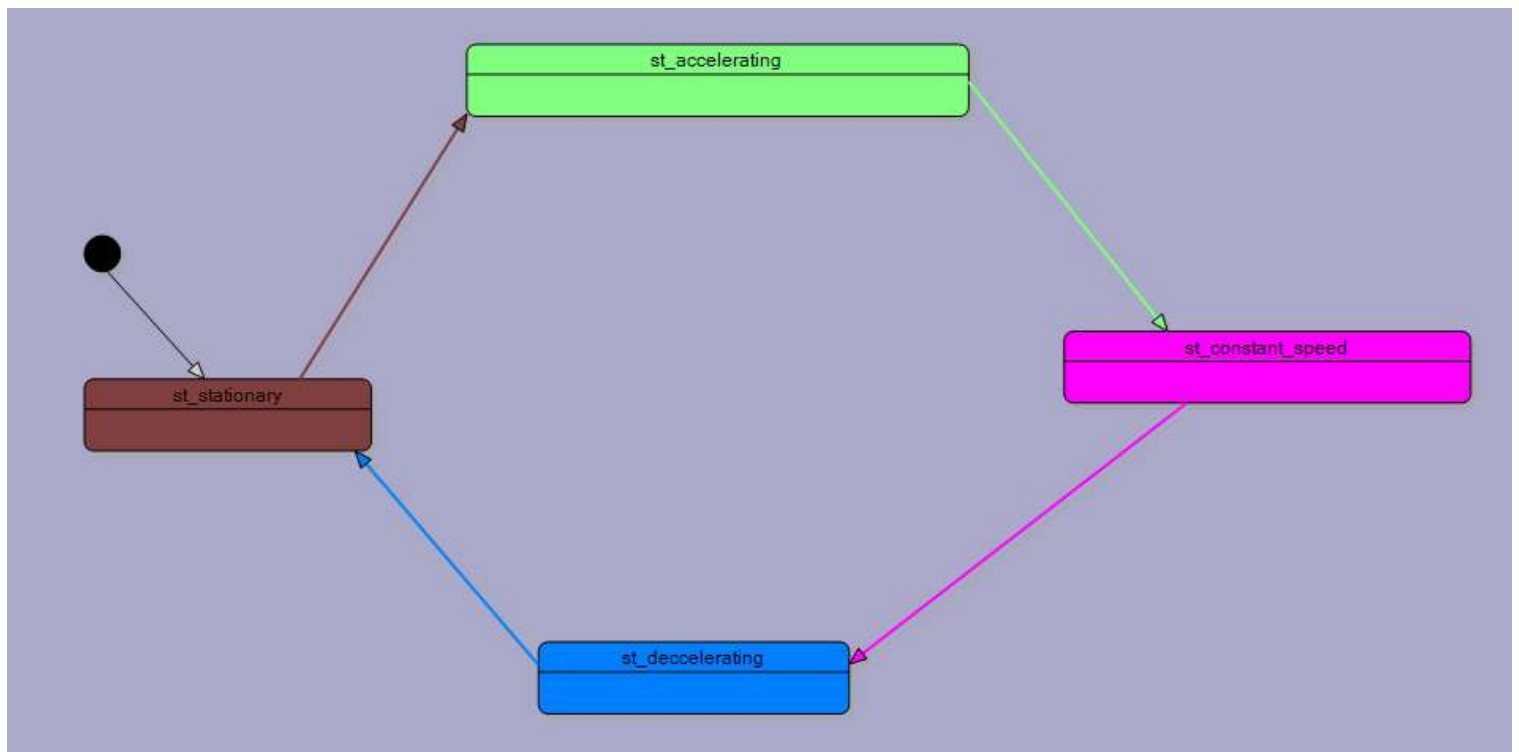 st_accelerating
st_constant_speed
st_stationary
st_deccelerating